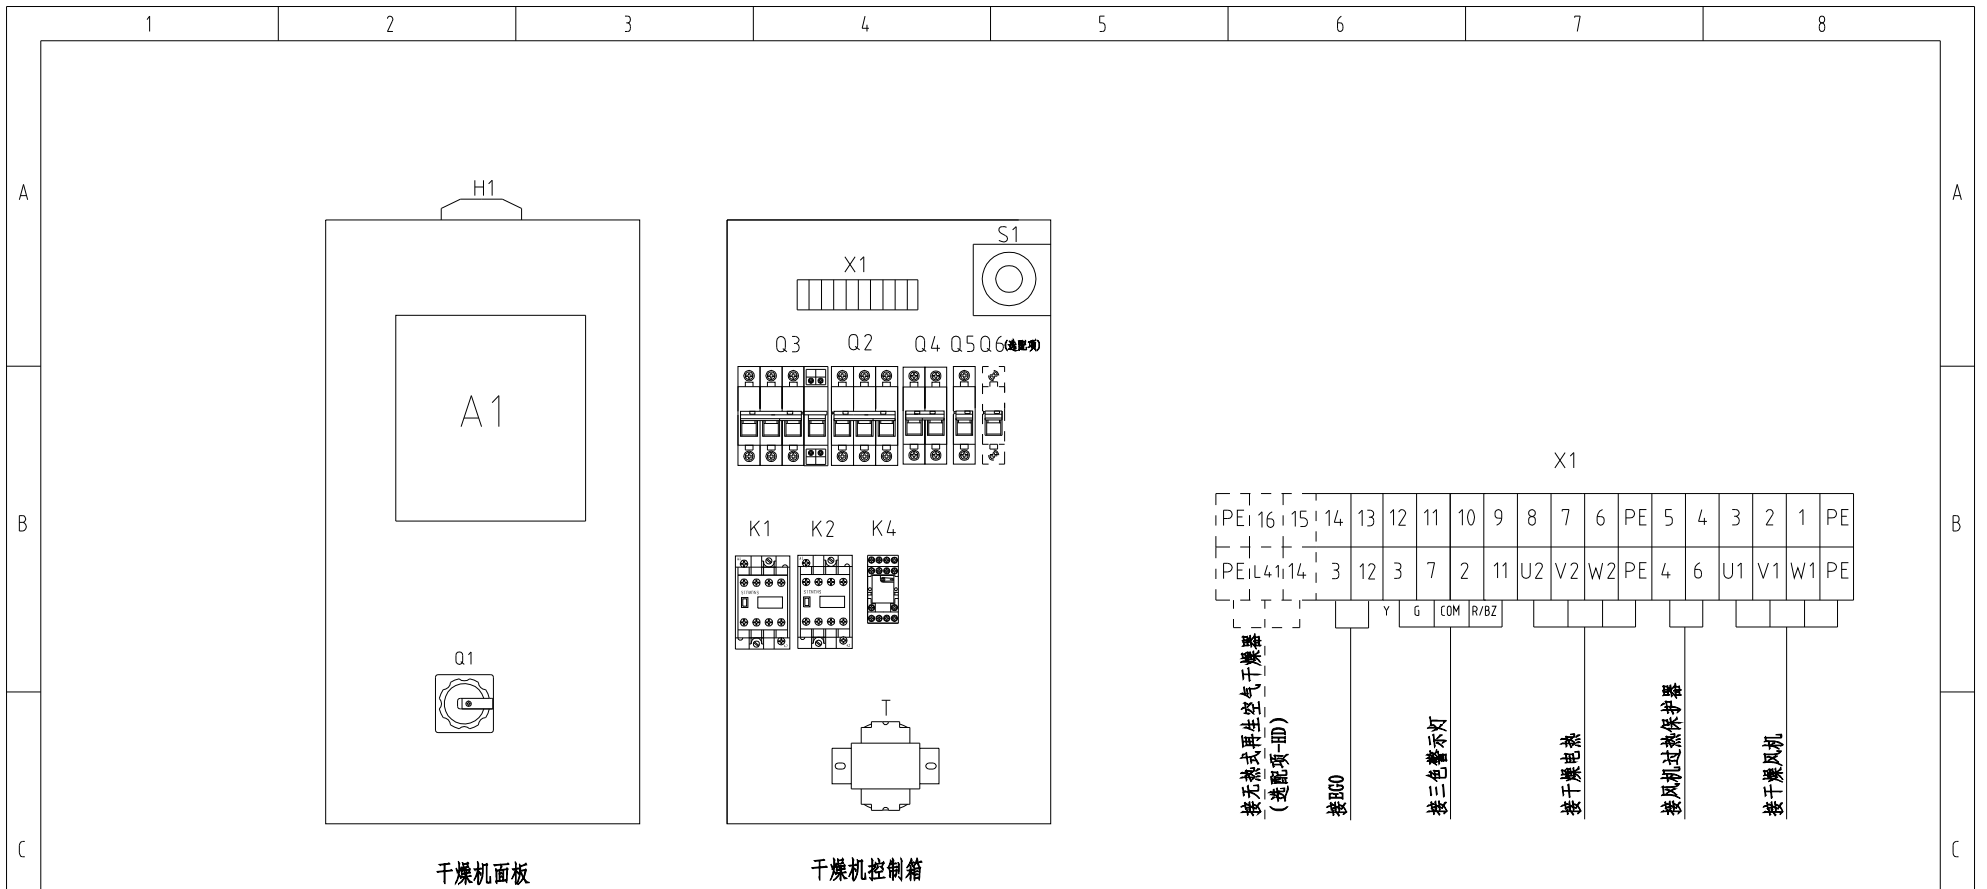 1 2 3 4 5 6 7 8
A A
H1
S1
X1
Q3 Q2 Q4 Q5 Q6(选配项)
A1
X1
B B
PE 16 15 14 13 12 11 10 9 8 7 6 PE 5 4 3 2 1 PE
K1 K2 K4
PE L41 14 3 12 3 7 2 11 U2 V2 W2 PE 4 6 U1 V1 W1 PE
SIEMENS SIEMENS
Y G COM R/BZ
Q1
T
接无热式再生空气干燥器
(选配项-HD)
接EGO
接三色警示灯
接干燥电热
接风机过热保护器
接干燥风机
C C
干燥机面板
干燥机控制箱